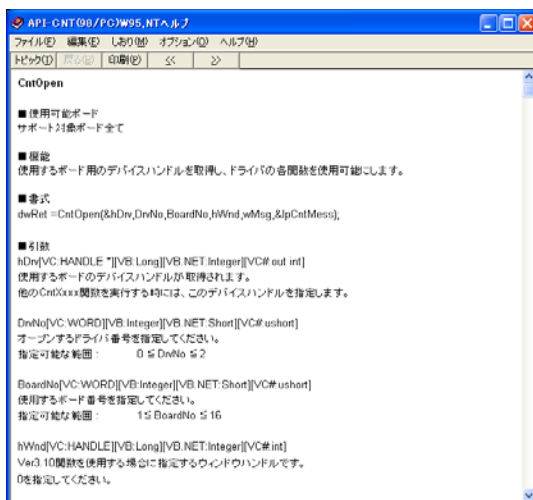 API-CNT(98/PC)W95,NTヘルプ
ファイル(F) 編集(E) しおり(M) オプション(O) ヘルプ(H)
トピック(T) 戻る(B) 印刷(P) << >>
CntOpen
■使用可能ボード
サポート対象ボード全て
■機能
使用するボード用のデバイスハンドルを取得し、ドライバの各関数を使用可能にします。
■書式
dwRet =CntOpen(&hDrv,DrvNo,BoardNo,hWnd,wMsg,&lpCntMess);
■引数
hDrv[VC:HANDLE *][VB:Long][VB.NET:Integer][VC#:out int]
使用するボードのデバイスハンドルが取得されます。
他のCntXxxx関数を実行する時には、このデバイスハンドルを指定します。
DrvNo[VC:WORD][VB:Integer][VB.NET:Short][VC#:ushort]
オープンするドライバ番号を指定してください。
指定可能な範囲: 0 ≦ DrvNo ≦ 2
BoardNo[VC:WORD][VB:Integer][VB.NET:Short][VC#:ushort]
使用するボード番号を指定してください。
指定可能な範囲: 1 ≦ BoardNo ≦ 16
hWnd[VC:HANDLE][VB:Long][VB.NET:Integer][VC#:int]
Ver3.10関数を使用する場合に指定するウィンドウハンドルです。
0を指定してください。